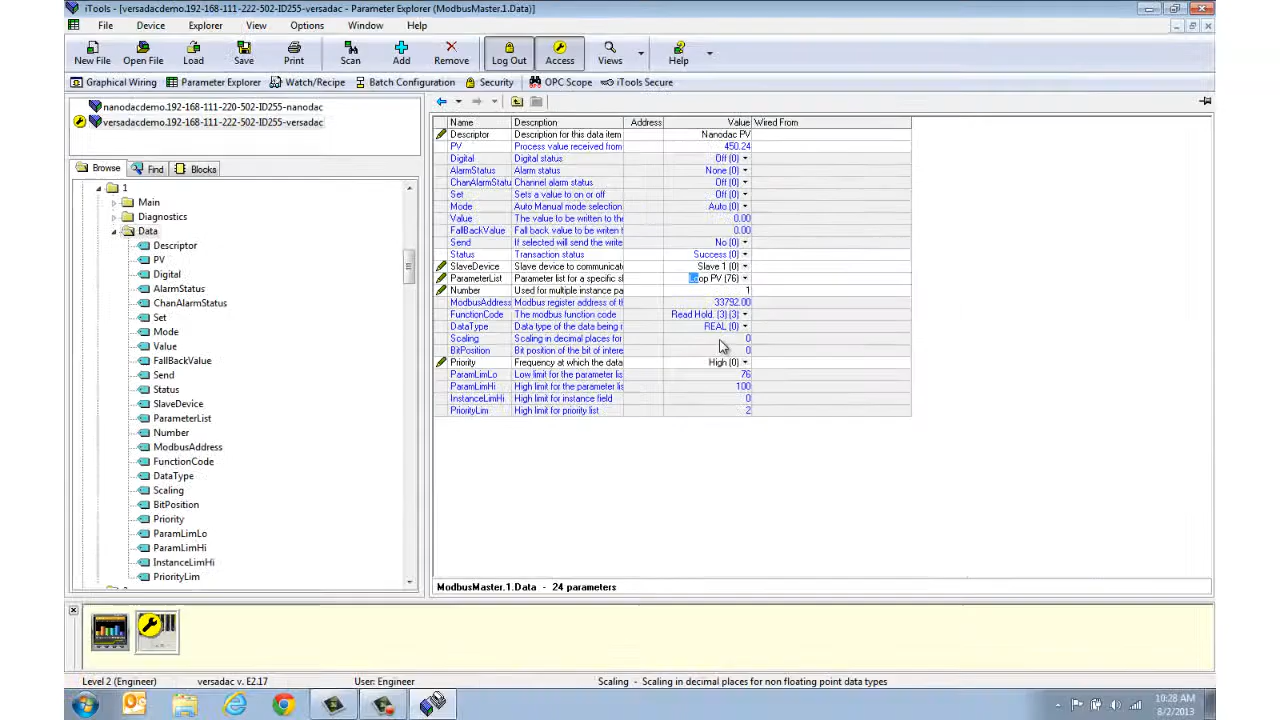 iTools - [versadacdemo.192-168-111-222-502-ID255-versadac - Parameter Explorer (ModbusMaster.1.Data)]
File Device Explorer View Options Window Help
New File Open File Load Save Print Scan Add Remove Log Out Access Views Help
Graphical Wiring Parameter Explorer Watch/Recipe Batch Configuration Security OPC Scope iTools Secure
nanodacdemo.192-168-111-220-502-ID255-nanodac
versadacdemo.192-168-111-222-502-ID255-versadac
Browse Find Blocks
1
Main
Diagnostics
Data
Descriptor
PV
Digital
AlarmStatus
ChanAlarmStatus
Set
Mode
Value
FallBackValue
Send
Status
SlaveDevice
ParameterList
Number
ModbusAddress
FunctionCode
DataType
Scaling
BitPosition
Priority
ParamLimLo
ParamLimHi
InstanceLimHi
PriorityLim
Name Description Address Value Wired From
Descriptor Description for this data item Nanodac PV
PV Process value received from 450.24
Digital Digital status Off (0)
AlarmStatus Alarm status None (0)
ChanAlarmStatu Channel alarm status Off (0)
Set Sets a value to on or off Off (0)
Mode Auto Manual mode selection Auto (0)
Value The value to be written to the 0.00
FallBackValue Fall back value to be writen t 0.00
Send If selected will send the write No (0)
Status Transaction status Success (0)
SlaveDevice Slave device to communicat Slave 1 (0)
ParameterList Parameter list for a specific sl Loop PV (76)
Number Used for multiple instance pa 1
ModbusAddress Modbus register address of th 33792.00
FunctionCode The modbus function code Read Hold. (3) (3)
DataType Data type of the data being r REAL (0)
Scaling Scaling in decimal places for 0
BitPosition Bit position of the bit of intere 0
Priority Frequency at which the data High (0)
ParamLimLo Low limit for the parameter lis 76
ParamLimHi High limit for the parameter lis 100
InstanceLimHi High limit for instance field 0
PriorityLim High limit for priority list 2
ModbusMaster.1.Data - 24 parameters
Level 2 (Engineer) versadac v. E2.17 User: Engineer Scaling - Scaling in decimal places for non floating point data types
10:28 AM
8/2/2013